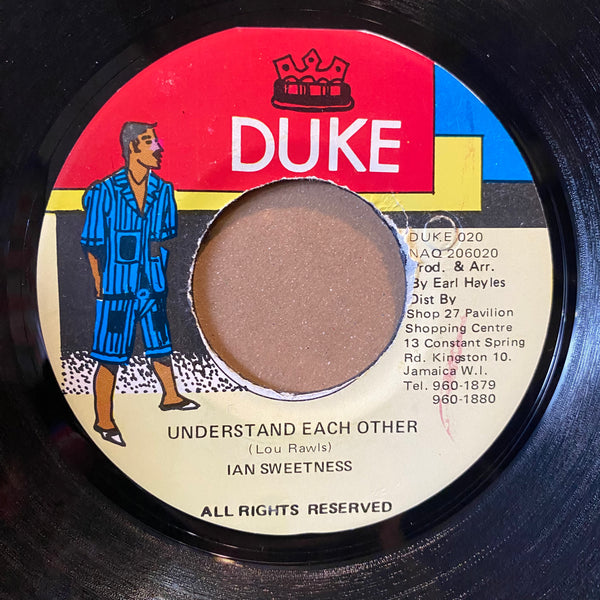 DUKE
DUKE 020
NAQ 206020
Prod. & Arr.
By Earl Hayles
Dist By
Shop 27 Pavilion
Shopping Centre
13 Constant Spring
Rd. Kingston 10.
Jamaica W.I.
Tel. 960-1879
960-1880
UNDERSTAND EACH OTHER
(Lou Rawls)
IAN SWEETNESS
ALL RIGHTS RESERVED